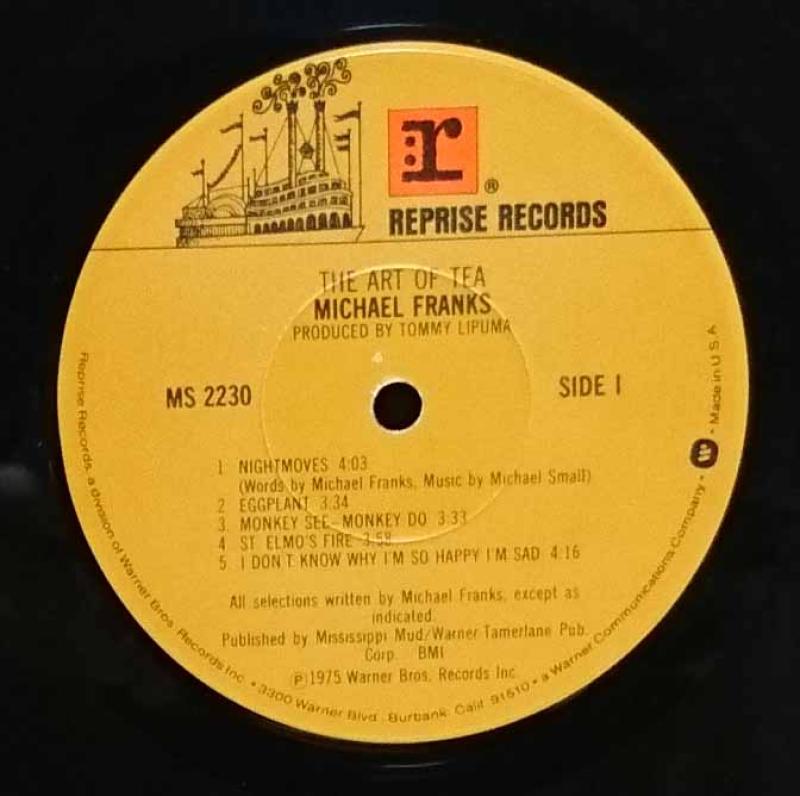 r
®
REPRISE RECORDS
THE ART OF TEA
MICHAEL FRANKS
PRODUCED BY TOMMY LIPUMA
MS 2230
SIDE 1
1 NIGHTMOVES 4:03
(Words by Michael Franks, Music by Michael Small)
2 EGGPLANT 3:34
3. MONKEY SEE-MONKEY DO 3:33
4 ST. ELMO'S FIRE 3:58
5 I DON'T KNOW WHY I'M SO HAPPY I'M SAD 4:16
All selections written by Michael Franks, except as
indicated.
Published by Mississippi Mud/Warner Tamerlane Pub.
Corp. BMI
Ⓟ1975 Warner Bros. Records Inc.
Reprise Records, a division of Warner Bros. Records Inc. • 3300 Warner Blvd., Burbank, Calif. 91510 • a Warner Communications Company • W • Made in U.S.A.